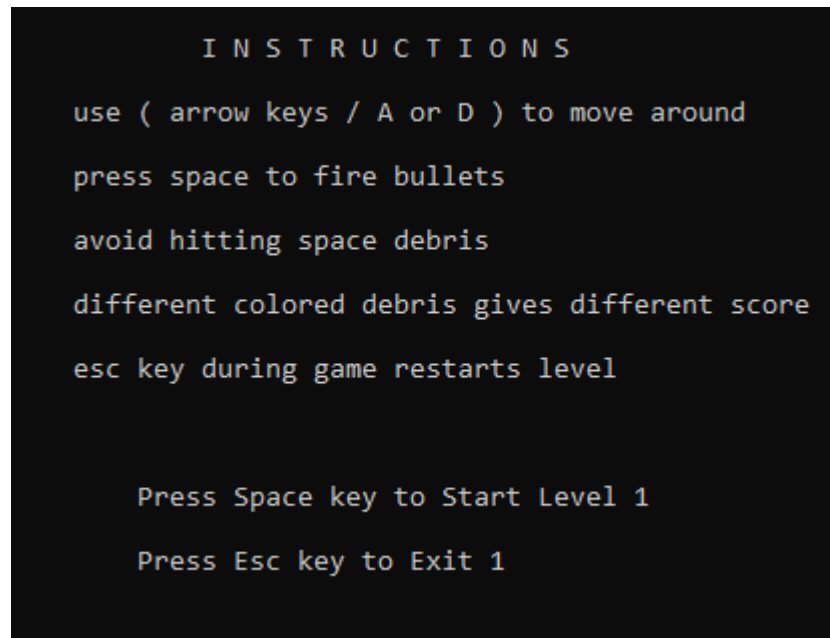 I N S T R U C T I O N S
use ( arrow keys / A or D ) to move around
press space to fire bullets
avoid hitting space debris
different colored debris gives different score
esc key during game restarts level
Press Space key to Start Level 1
Press Esc key to Exit 1